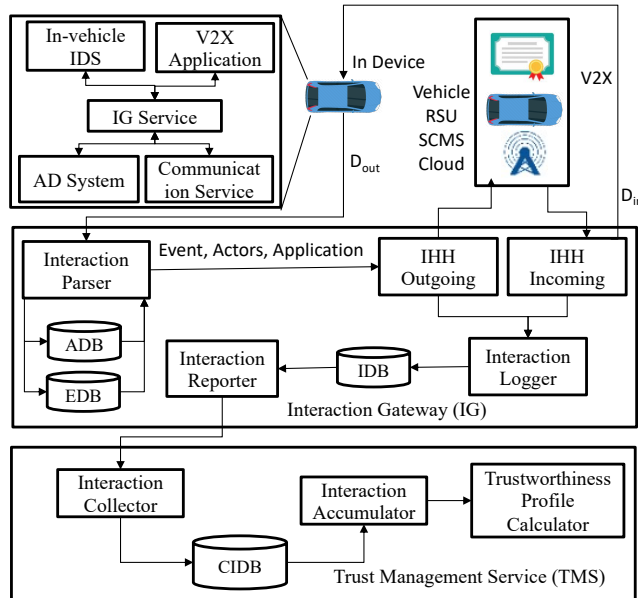 In-vehicle
IDS
V2X
Application
IG Service
AD System
Communicat
ion Service
In Device
D_out
Vehicle
RSU
SCMS
Cloud
V2X
D_in
Interaction
Parser
Event, Actors, Application
IHH
Outgoing
IHH
Incoming
ADB
EDB
Interaction
Reporter
IDB
Interaction
Logger
Interaction Gateway (IG)
Interaction
Collector
CIDB
Interaction
Accumulator
Trustworthiness
Profile
Calculator
Trust Management Service (TMS)